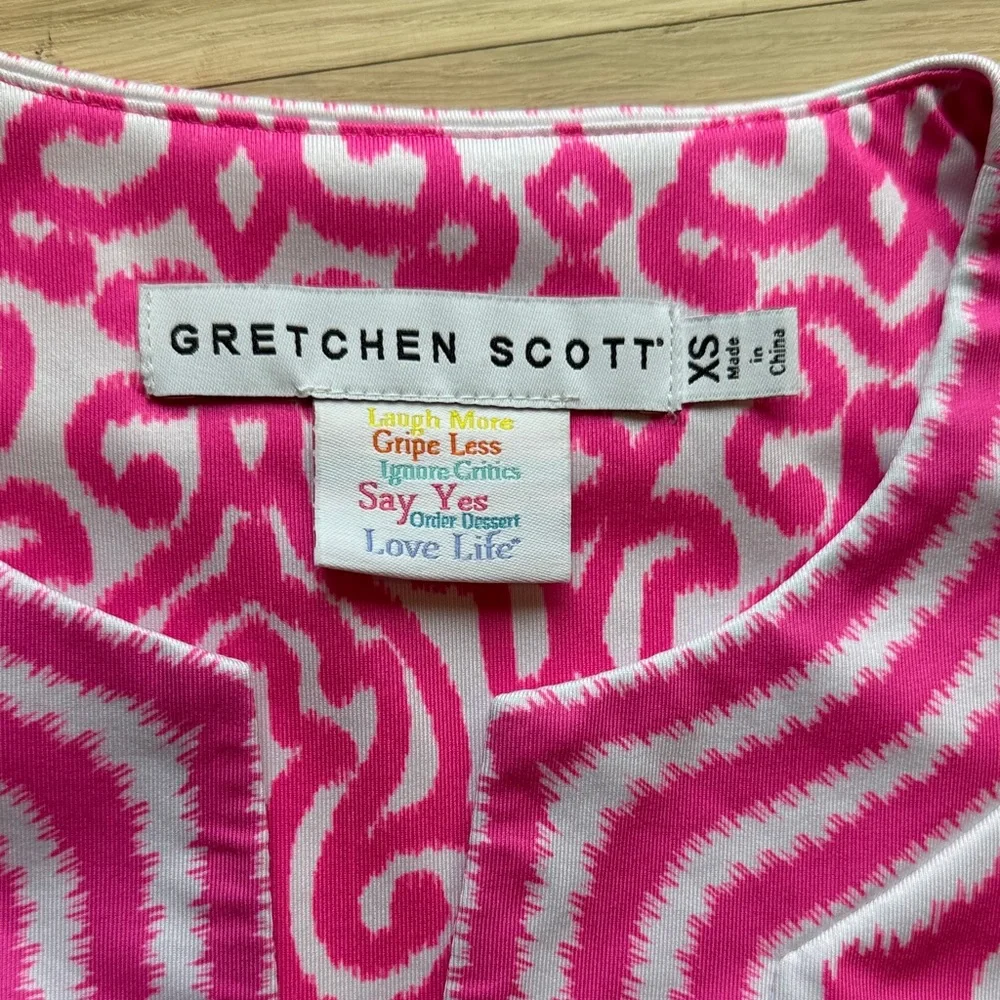 GRETCHEN SCOTT
XS
Made
in
China
Laugh More
Gripe Less
Ignore Critics
Say Yes
Order Dessert
Love Life